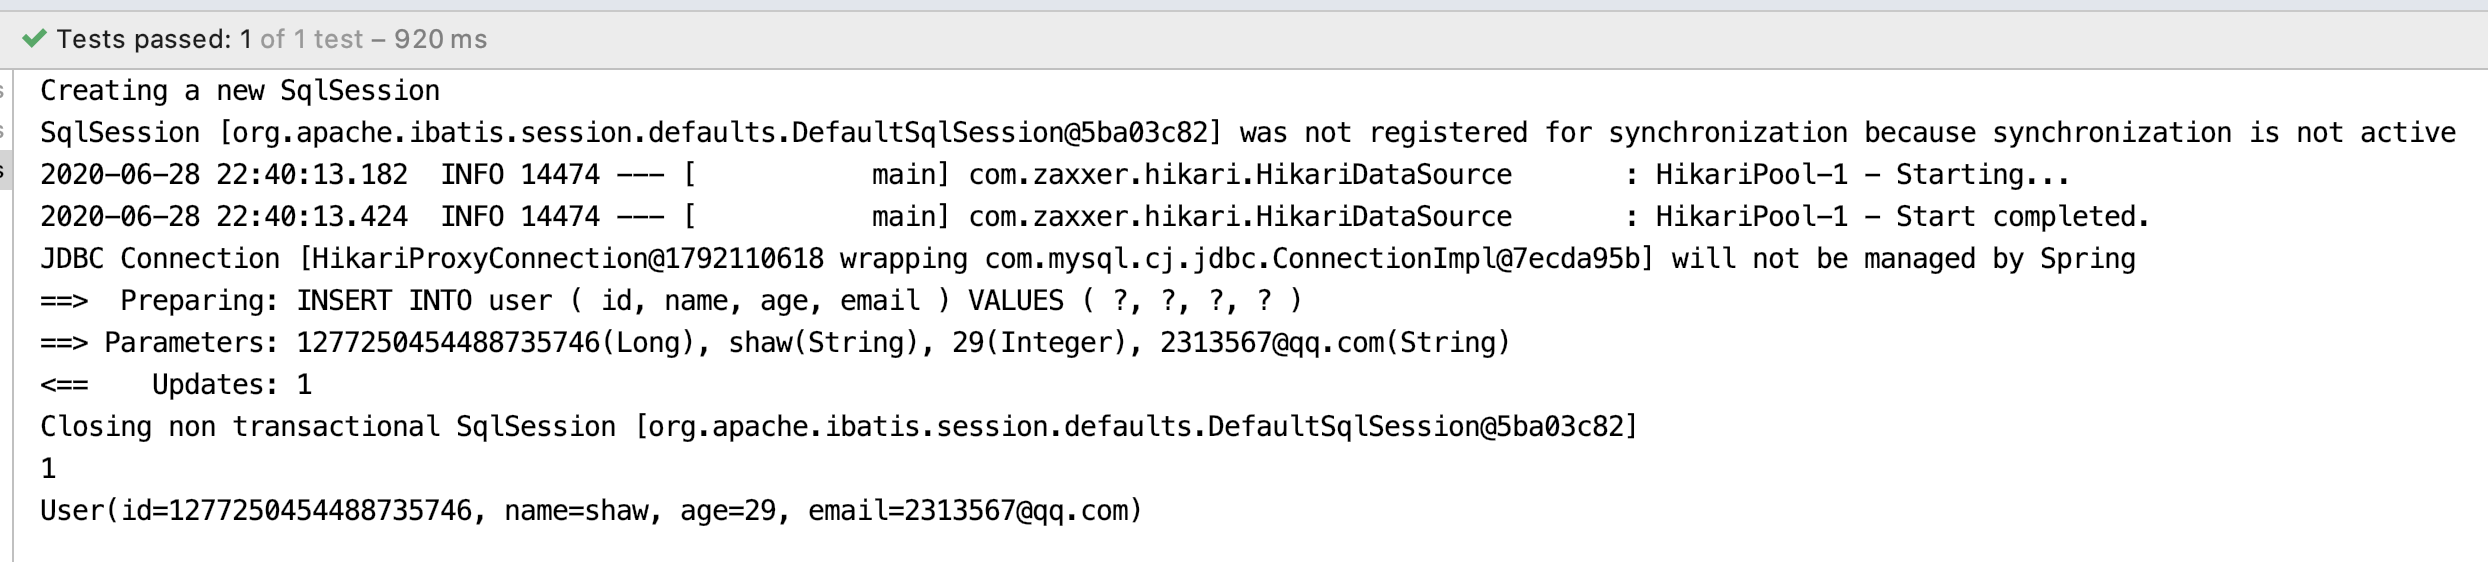 Tests passed: 1 of 1 test – 920 ms
Creating a new SqlSession
SqlSession [org.apache.ibatis.session.defaults.DefaultSqlSession@5ba03c82] was not registered for synchronization because synchronization is not active
2020-06-28 22:40:13.182  INFO 14474 --- [           main] com.zaxxer.hikari.HikariDataSource       : HikariPool-1 - Starting...
2020-06-28 22:40:13.424  INFO 14474 --- [           main] com.zaxxer.hikari.HikariDataSource       : HikariPool-1 - Start completed.
JDBC Connection [HikariProxyConnection@1792110618 wrapping com.mysql.cj.jdbc.ConnectionImpl@7ecda95b] will not be managed by Spring
==>  Preparing: INSERT INTO user ( id, name, age, email ) VALUES ( ?, ?, ?, ? )
==> Parameters: 1277250454488735746(Long), shaw(String), 29(Integer), 2313567@qq.com(String)
<==    Updates: 1
Closing non transactional SqlSession [org.apache.ibatis.session.defaults.DefaultSqlSession@5ba03c82]
1
User(id=1277250454488735746, name=shaw, age=29, email=2313567@qq.com)